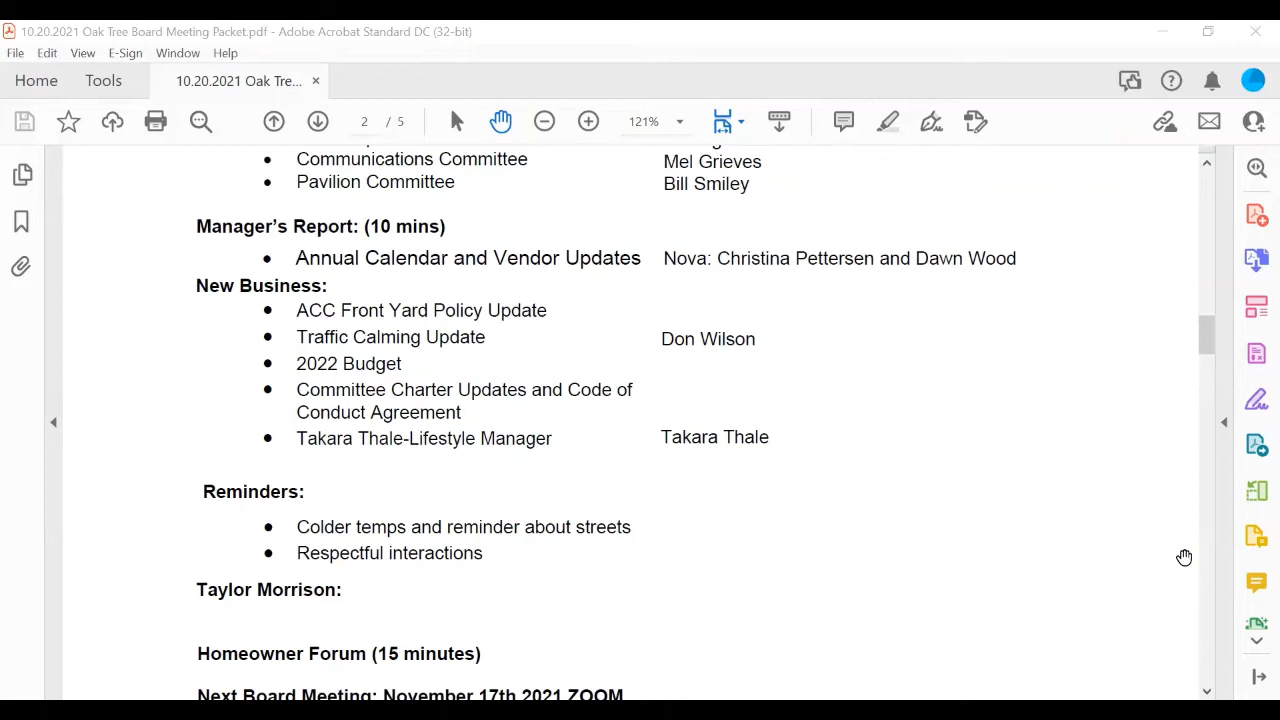 10.20.2021 Oak Tree Board Meeting Packet.pdf - Adobe Acrobat Standard DC (32-bit)
File Edit View E-Sign Window Help
Home Tools 10.20.2021 Oak Tre... ×
2 / 5 121%
• Communications Committee Mel Grieves
• Pavilion Committee Bill Smiley
Manager's Report: (10 mins)
• Annual Calendar and Vendor Updates Nova: Christina Pettersen and Dawn Wood
New Business:
• ACC Front Yard Policy Update
• Traffic Calming Update Don Wilson
• 2022 Budget
• Committee Charter Updates and Code of
Conduct Agreement
• Takara Thale-Lifestyle Manager Takara Thale
Reminders:
• Colder temps and reminder about streets
• Respectful interactions
Taylor Morrison:
Homeowner Forum (15 minutes)
Next Board Meeting: November 17th 2021 ZOOM